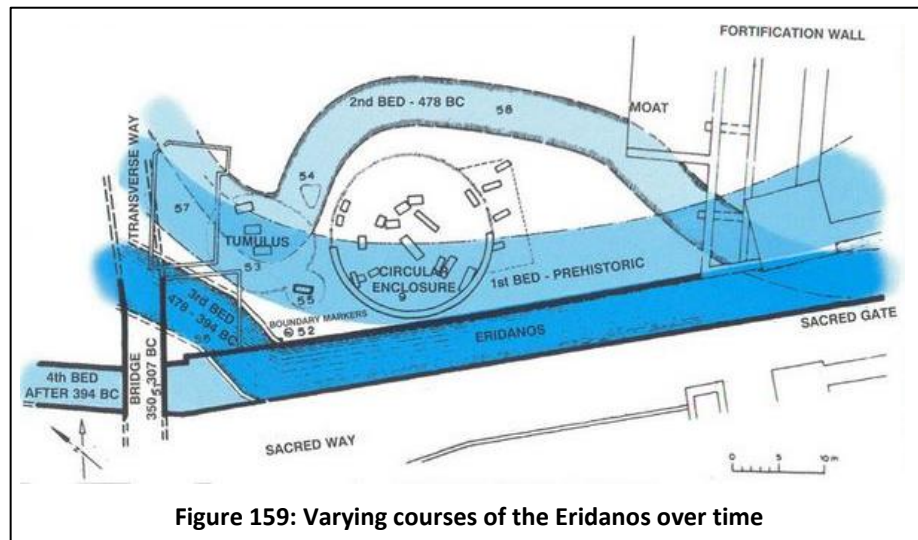 FORTIFICATION WALL
2nd BED - 478 BC
58
MOAT
TRANSVERSE WAY
54
57
TUMULUS
53
CIRCULAR
ENCLOSURE
9
1st BED - PREHISTORIC
55
3rd BED
478 - 394 BC
BOUNDARY MARKERS
52
ERIDANOS
SACRED GATE
4th BED
AFTER 394 BC
BRIDGE
350 - 307 BC
51
SACRED WAY
0 5 10 m
Figure 159: Varying courses of the Eridanos over time